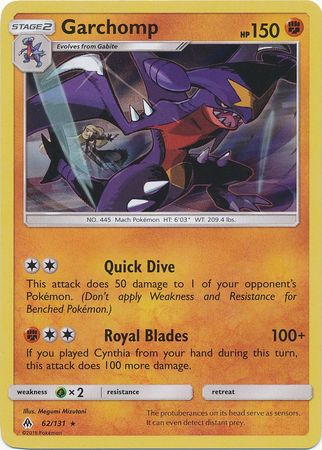 STAGE2 Garchomp HP 150
Evolves from Gabite
NO. 445 Mach Pokémon HT: 6'03" WT: 209.4 lbs.
Quick Dive
This attack does 50 damage to 1 of your opponent's
Pokémon. (Don't apply Weakness and Resistance for
Benched Pokémon.)
Royal Blades 100+
If you played Cynthia from your hand during this turn,
this attack does 100 more damage.
weakness ×2 resistance retreat
Illus. Megumi Mizutani
62/131 ★
©2018 Pokémon
The protuberances on its head serve as sensors.
It can even detect distant prey.